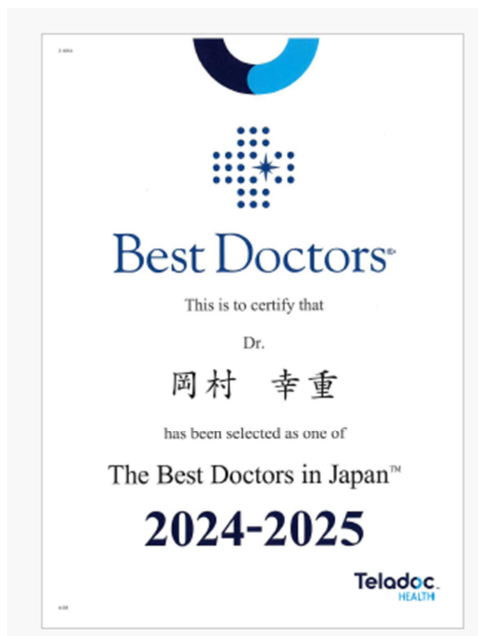 Best Doctors®
This is to certify that
Dr.
岡村 幸重
has been selected as one of
The Best Doctors in Japan™
2024-2025
Teladoc™
HEALTH